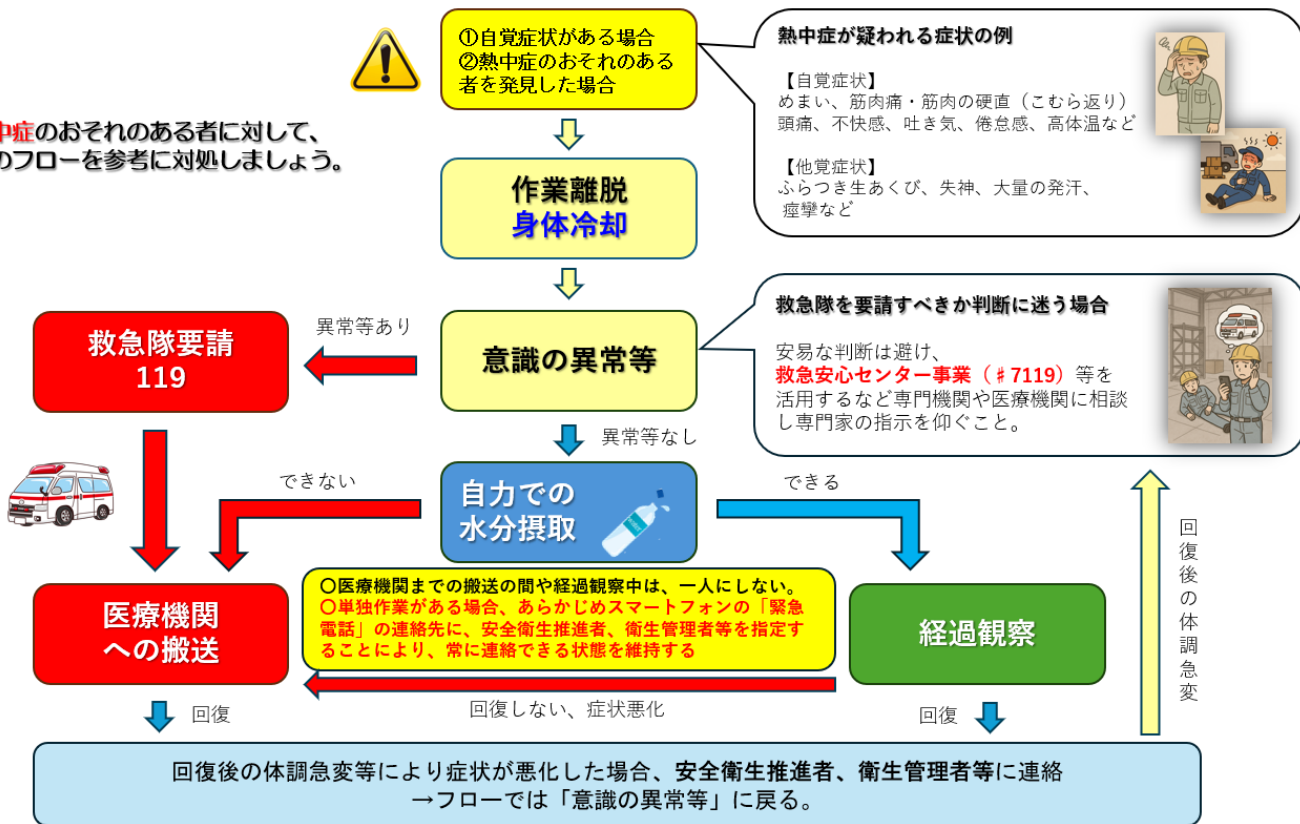 ①自覚症状がある場合
②熱中症のおそれのある
者を発見した場合
熱中症が疑われる症状の例
【自覚症状】
めまい、筋肉痛・筋肉の硬直（こむら返り）
頭痛、不快感、吐き気、倦怠感、高体温など
【他覚症状】
ふらつき生あくび、失神、大量の発汗、
痙攣など
中症のおそれのある者に対して、
のフローを参考に対処しましょう。
作業離脱
身体冷却
救急隊要請
119
異常等あり
意識の異常等
救急隊を要請すべきか判断に迷う場合
安易な判断は避け、
救急安心センター事業（♯7119）等を
活用するなど専門機関や医療機関に相談
し専門家の指示を仰ぐこと。
異常等なし
できない
自力での
水分摂取
できる
回復後の体調急変
医療機関
への搬送
〇医療機関までの搬送の間や経過観察中は、一人にしない。
〇単独作業がある場合、あらかじめスマートフォンの「緊急
電話」の連絡先に、安全衛生推進者、衛生管理者等を指定す
ることにより、常に連絡できる状態を維持する
経過観察
回復しない、症状悪化
回復
回復
回復後の体調急変等により症状が悪化した場合、安全衛生推進者、衛生管理者等に連絡
→フローでは「意識の異常等」に戻る。